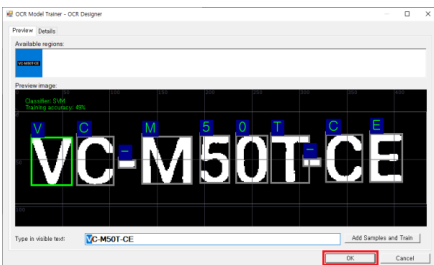 OCR Model Trainer - OCR Designer
Preview Details
Available regions:
VC-M50T-CE
Preview image:
Classifier: SVM
Training accuracy: 49%
V C - M 5 0 T - C E
VC-M50T-CE
Type in visible text: VC-M50T-CE Add Samples and Train
OK Cancel